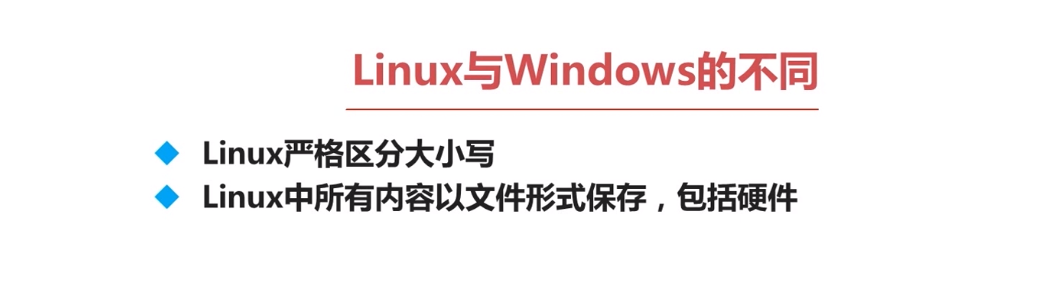 Linux与Windows的不同
Linux严格区分大小写
Linux中所有内容以文件形式保存，包括硬件